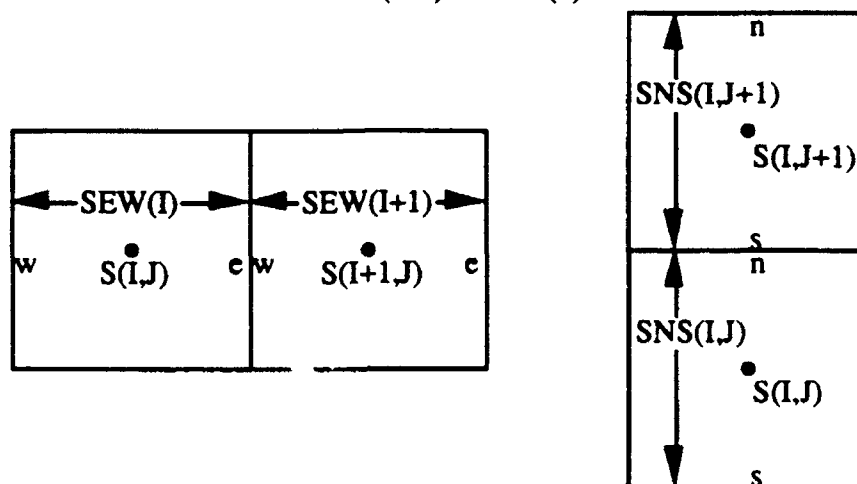 n
SNS(I,J+1)
S(I,J+1)
s
SEW(I) SEW(I+1)
w e w e
S(I,J) S(I+1,J)
n
SNS(I,J)
S(I,J)
s